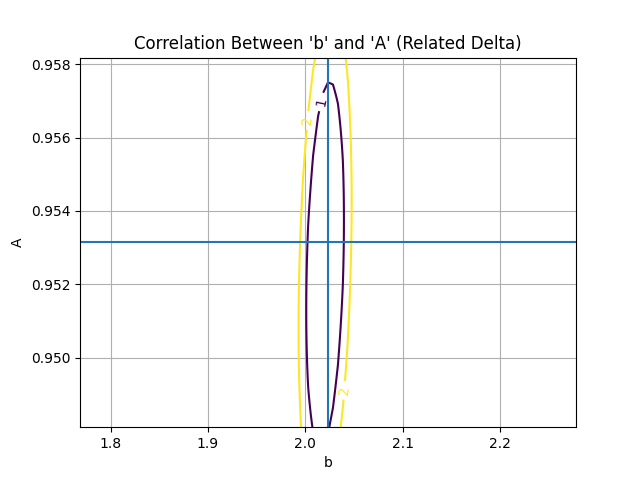 Correlation Between 'b' and 'A' (Related Delta)
0.958
0.956
0.954
0.952
0.950
A
1
2
2
1.8 1.9 2.0 2.1 2.2
b